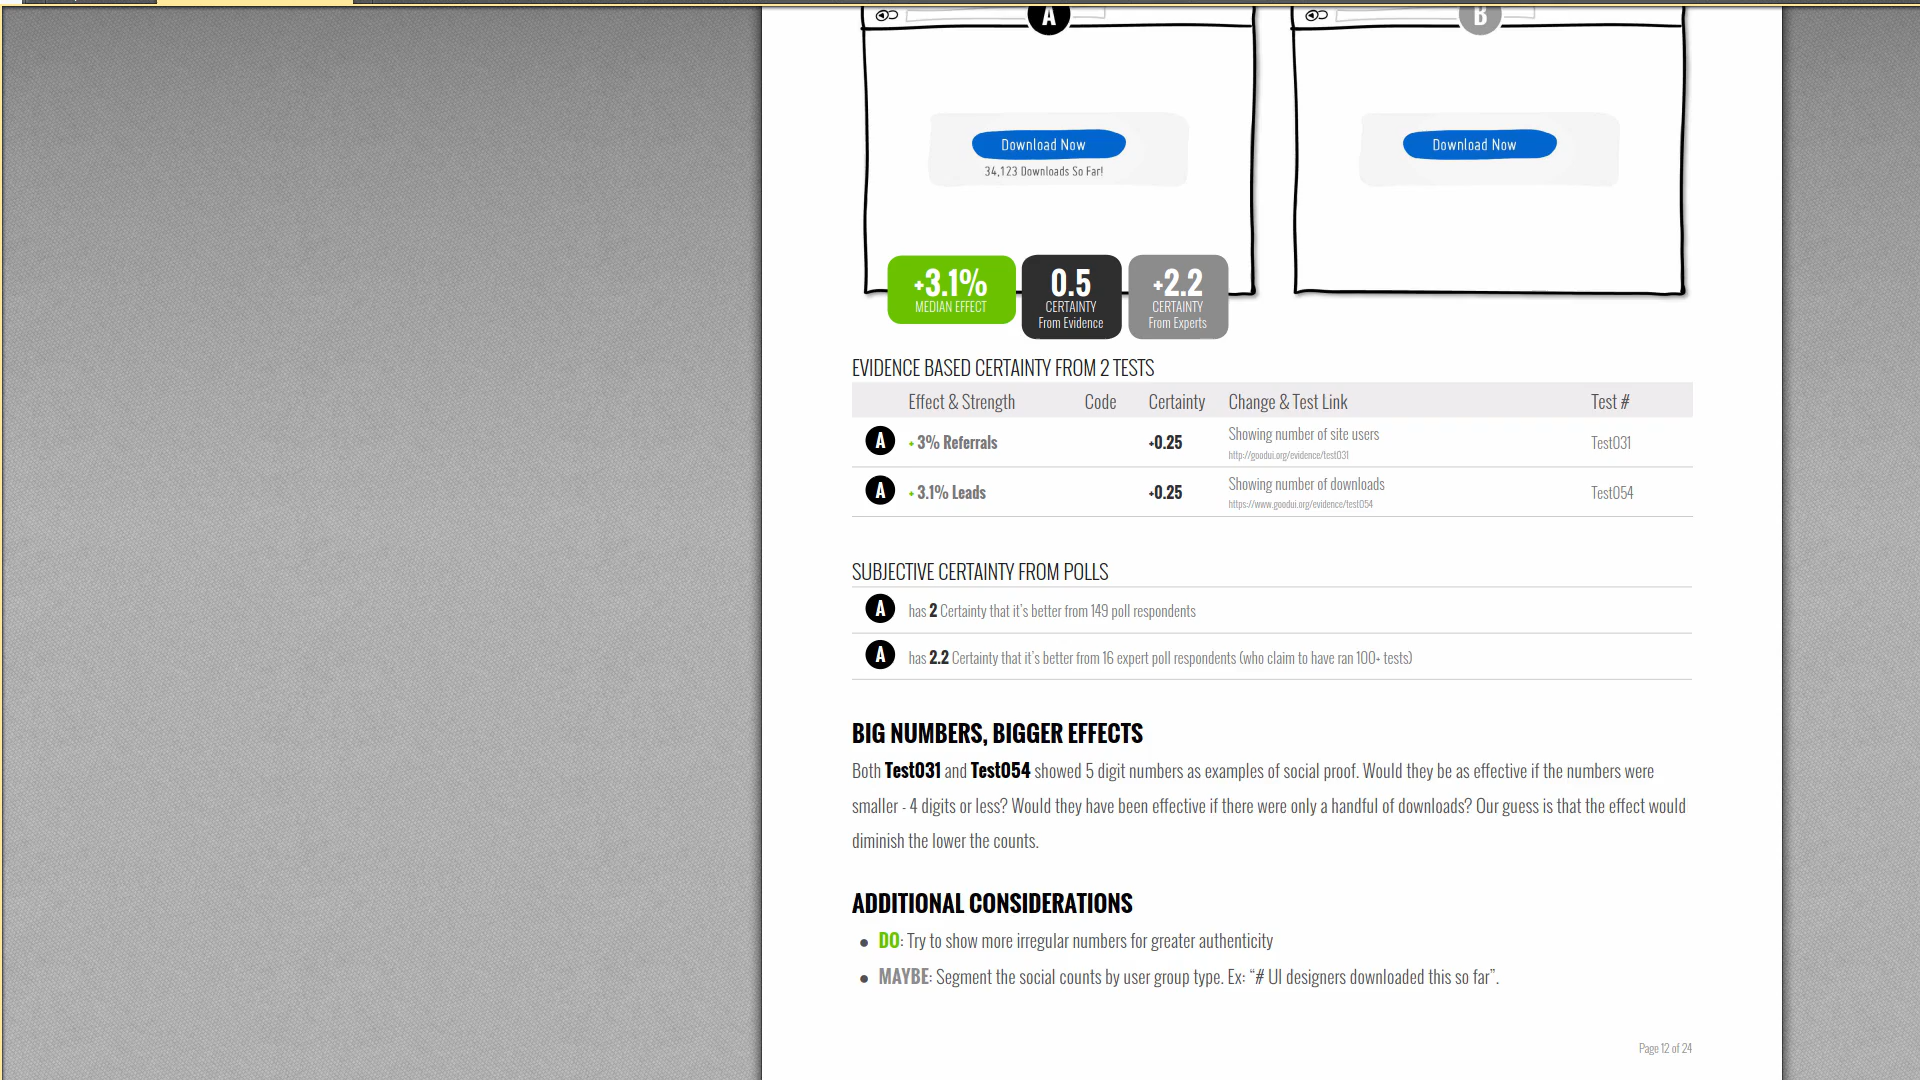 A
B
Download Now
34,123 Downloads So Far!
Download Now
+3.1%
MEDIAN EFFECT
0.5
CERTAINTY
From Evidence
+2.2
CERTAINTY
From Experts
EVIDENCE BASED CERTAINTY FROM 2 TESTS
Effect & Strength Code Certainty Change & Test Link Test #
A + 3% Referrals +0.25 Showing number of site users Test031
http://goodui.org/evidence/test031
A + 3.1% Leads +0.25 Showing number of downloads Test054
https://www.goodui.org/evidence/test054
SUBJECTIVE CERTAINTY FROM POLLS
A has 2 Certainty that it's better from 149 poll respondents
A has 2.2 Certainty that it's better from 16 expert poll respondents (who claim to have ran 100+ tests)
BIG NUMBERS, BIGGER EFFECTS
Both Test031 and Test054 showed 5 digit numbers as examples of social proof. Would they be as effective if the numbers were
smaller - 4 digits or less? Would they have been effective if there were only a handful of downloads? Our guess is that the effect would
diminish the lower the counts.
ADDITIONAL CONSIDERATIONS
● DO: Try to show more irregular numbers for greater authenticity
● MAYBE: Segment the social counts by user group type. Ex: “# UI designers downloaded this so far”.
Page 12 of 24